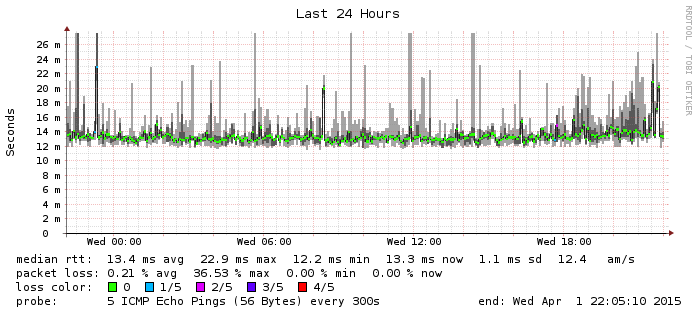 Last 24 Hours
RRDTOOL / TOBI OETIKER
Seconds
26 m
24 m
22 m
20 m
18 m
16 m
14 m
12 m
10 m
8 m
6 m
4 m
2 m
0
Wed 00:00 Wed 06:00 Wed 12:00 Wed 18:00
median rtt: 13.4 ms avg 22.9 ms max 12.2 ms min 13.3 ms now 1.1 ms sd 12.4 am/s
packet loss: 0.21 % avg 36.53 % max 0.00 % min 0.00 % now
loss color: 0 1/5 2/5 3/5 4/5
probe: 5 ICMP Echo Pings (56 Bytes) every 300s end: Wed Apr 1 22:05:10 2015